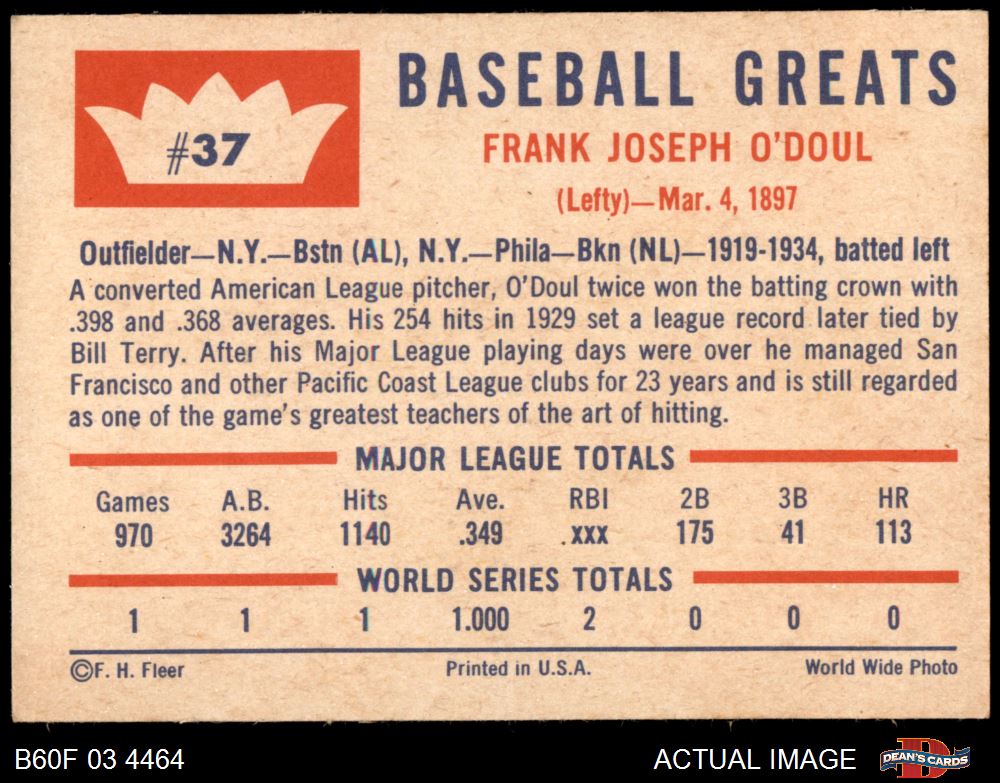 BASEBALL GREATS
#37
FRANK JOSEPH O'DOUL
(Lefty)—Mar. 4, 1897
Outfielder—N.Y.—Bstn (AL), N.Y.—Phila—Bkn (NL)—1919-1934, batted left
A converted American League pitcher, O'Doul twice won the batting crown with
.398 and .368 averages. His 254 hits in 1929 set a league record later tied by
Bill Terry. After his Major League playing days were over he managed San
Francisco and other Pacific Coast League clubs for 23 years and is still regarded
as one of the game's greatest teachers of the art of hitting.
MAJOR LEAGUE TOTALS
Games A.B. Hits Ave. RBI 2B 3B HR
970 3264 1140 .349 .xxx 175 41 113
WORLD SERIES TOTALS
1 1 1 1.000 2 0 0 0
©F. H. Fleer Printed in U.S.A. World Wide Photo
B60F 03 4464 ACTUAL IMAGE DEAN'S CARDS